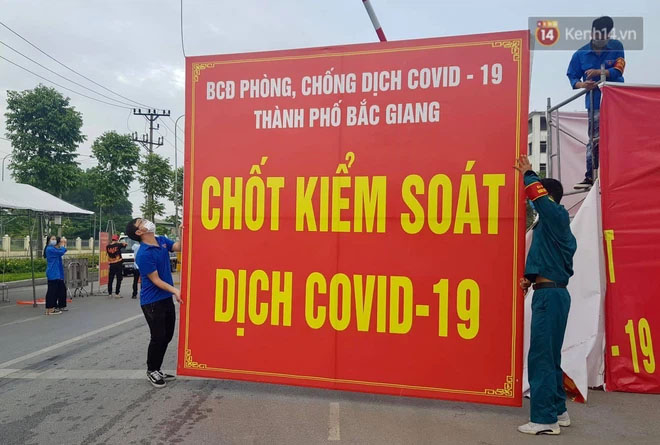 14 Kenh14.vn
BCĐ PHÒNG, CHỐNG DỊCH COVID - 19
THÀNH PHỐ BẮC GIANG
CHỐT KIỂM SOÁT
DỊCH COVID-19
- 19